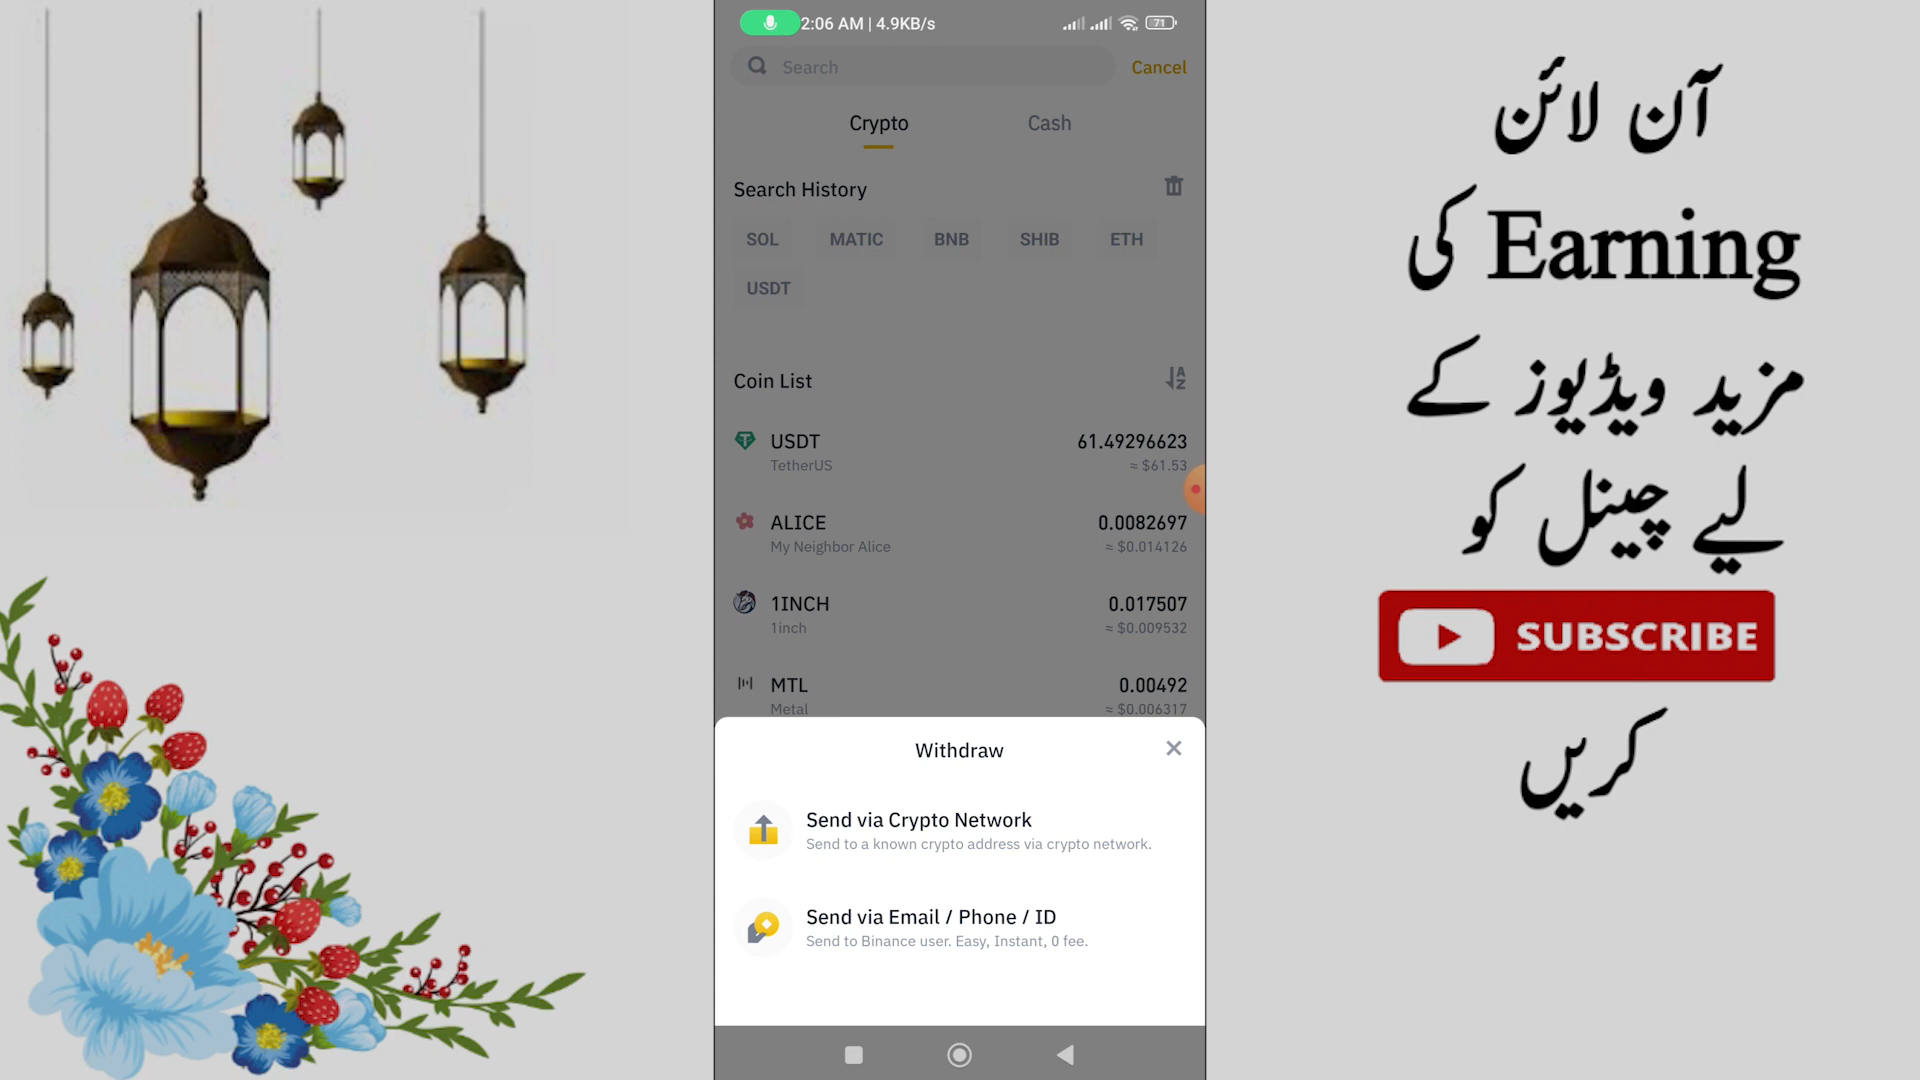 2:06 AM | 4.9KB/s
71
Search
Cancel
Crypto
Cash
Search History
SOL
MATIC
BNB
SHIB
ETH
USDT
Coin List
USDT
61.49296623
TetherUS
≈ $61.53
ALICE
0.0082697
My Neighbor Alice
≈ $0.014126
1INCH
0.017507
1inch
≈ $0.009532
MTL
0.00492
Metal
≈ $0.006317
Withdraw
Send via Crypto Network
Send to a known crypto address via crypto network.
Send via Email / Phone / ID
Send to Binance user. Easy, Instant, 0 fee.
آن لائن
Earning کی
مزید ویڈیوز کے
لیے چینل کو
SUBSCRIBE
کریں